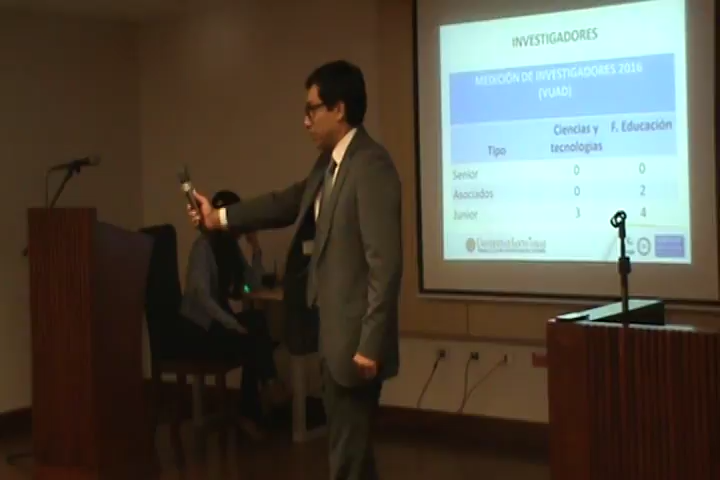 INVESTIGADORES
MEDICIÓN DE INVESTIGADORES 2016
(VUAD)
Tipo Ciencias y tecnologías F. Educación
Senior 0 0
Asociados 0 2
Junior 3 4